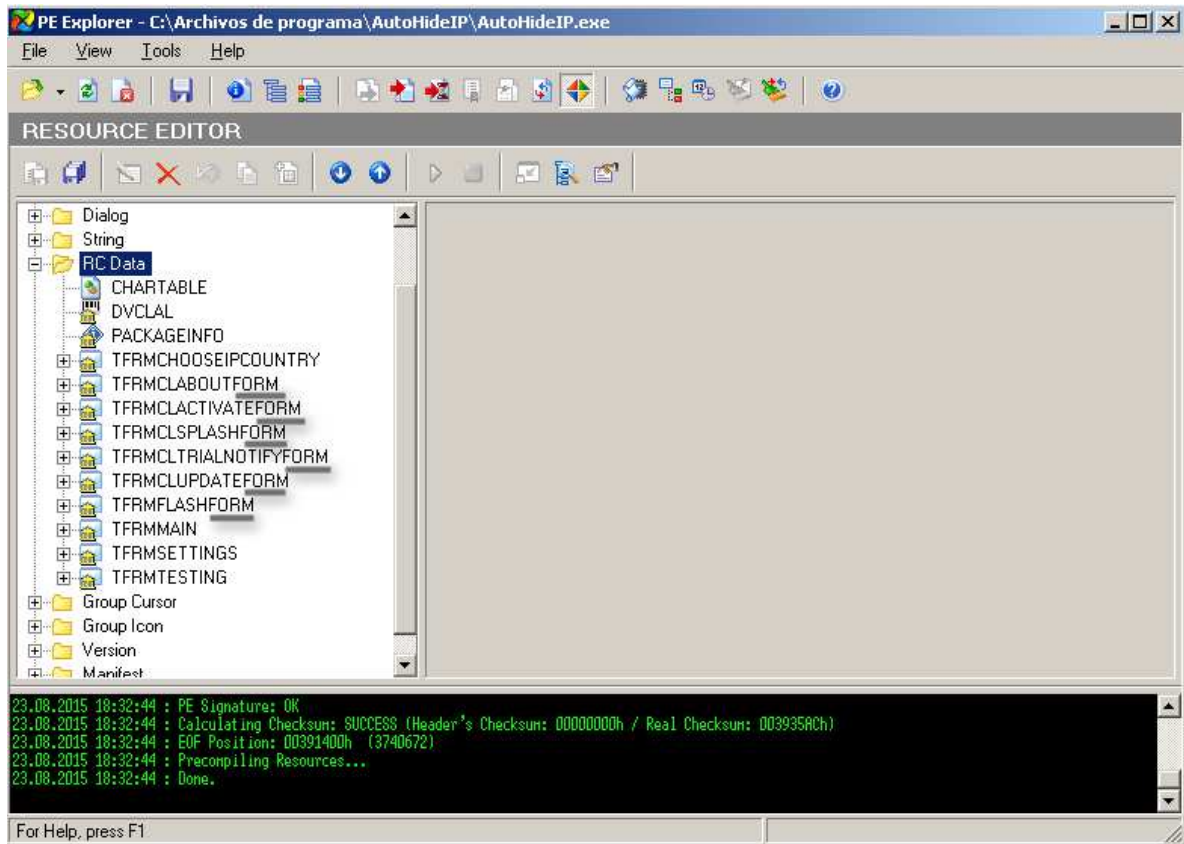 PE Explorer - C:\Archivos de programa\AutoHideIP\AutoHideIP.exe
File View Tools Help
RESOURCE EDITOR
Dialog
String
RC Data
CHARTABLE
DVCLAL
PACKAGEINFO
TFRMCHOOSEIPCOUNTRY
TFRMCLABOUTFORM
TFRMCLACTIVATEFORM
TFRMCLSPLASHFORM
TFRMCLTRIALNOTIFYFORM
TFRMCLUPDATEFORM
TFRMFLASHFORM
TFRMMAIN
TFRMSETTINGS
TFRMTESTING
Group Cursor
Group Icon
Version
Manifest
23.08.2015 18:32:44 : PE Signature: OK
23.08.2015 18:32:44 : Calculating Checksum: SUCCESS (Header's Checksum: 00000000h / Real Checksum: 003935ACh)
23.08.2015 18:32:44 : EOF Position: 00391400h (3740672)
23.08.2015 18:32:44 : Precompiling Resources...
23.08.2015 18:32:44 : Done.
For Help, press F1